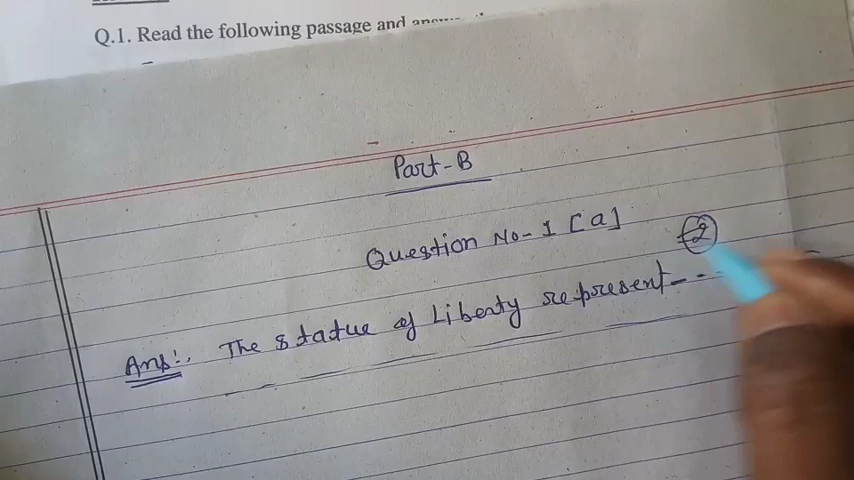 Q.1. Read the following passage and
Part-B
Question No-1 [a]
2
Ans:. The statue of Liberty represent- - -